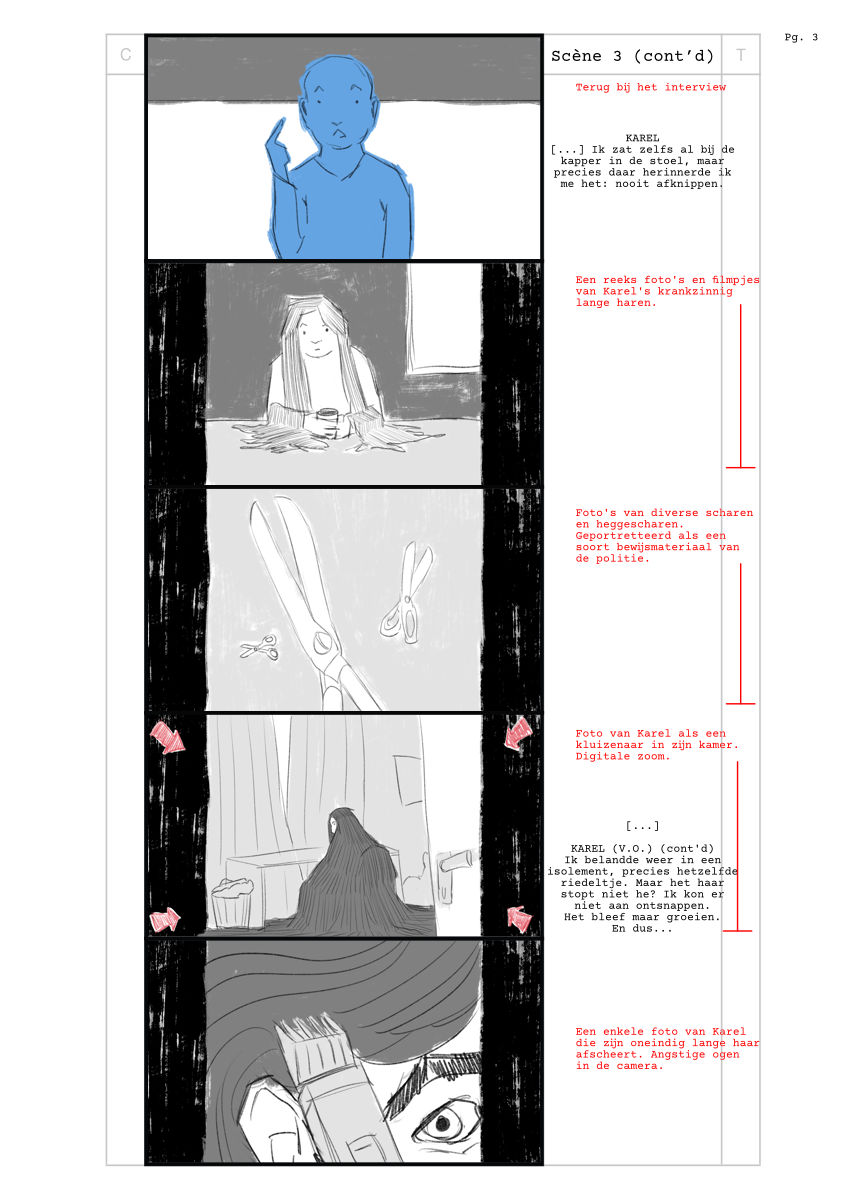 Pg. 3
C
Scène 3 (cont’d)
T
Terug bij het interview
KAREL
[...] Ik zat zelfs al bij de
kapper in de stoel, maar
precies daar herinnerde ik
me het: nooit afknippen.
Een reeks foto's en filmpjes
van Karel's krankzinnig
lange haren.
Foto's van diverse scharen
en heggescharen.
Geportretteerd als een
soort bewijsmateriaal van
de politie.
Foto van Karel als een
kluizenaar in zijn kamer.
Digitale zoom.
[...]
KAREL (V.O.) (cont'd)
Ik belandde weer in een
isolement, precies hetzelfde
riedeltje. Maar het haar
stopt niet he? Ik kon er
niet aan ontsnappen.
Het bleef maar groeien.
En dus...
Een enkele foto van Karel
die zijn oneindig lange haar
afscheert. Angstige ogen
in de camera.